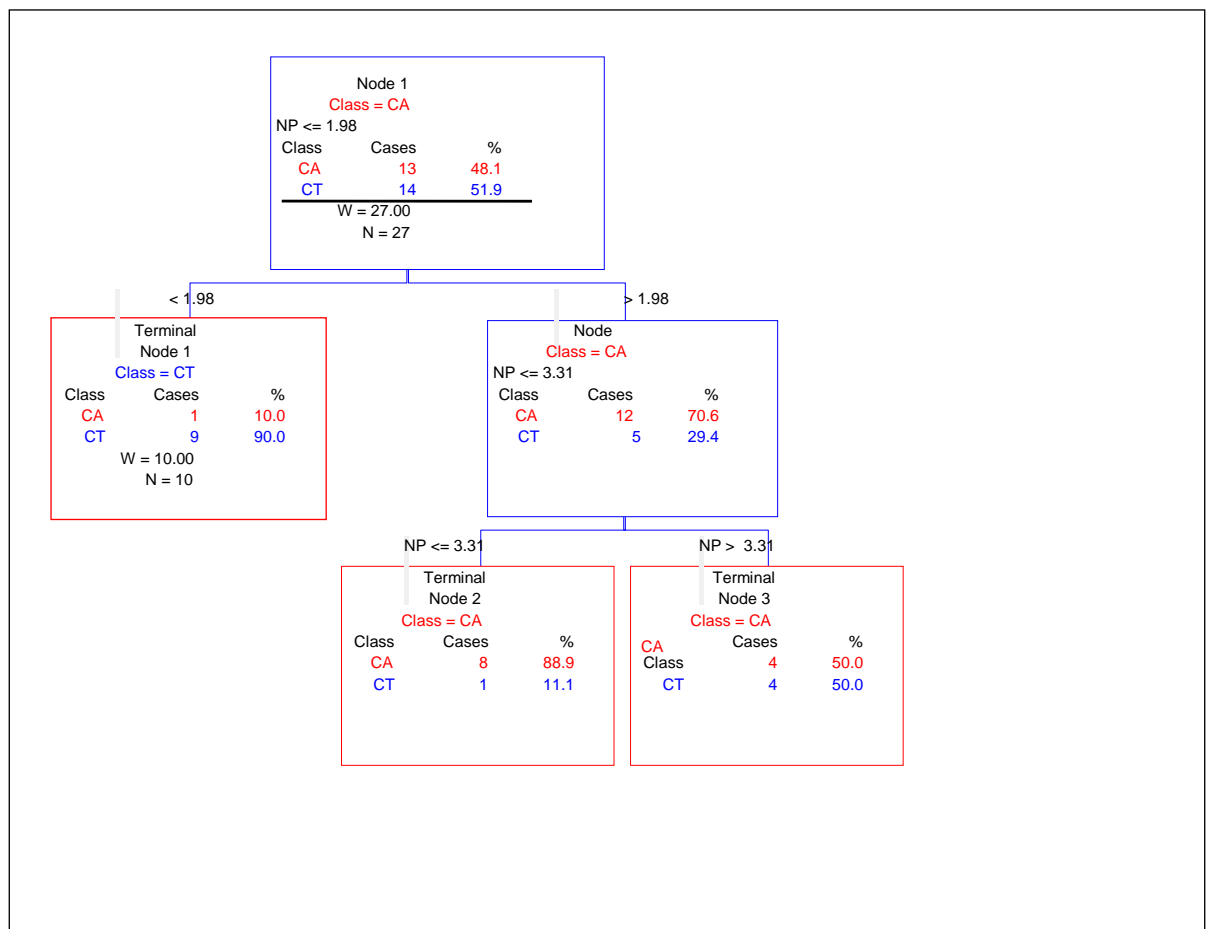 Node 1
Class = CA
NP <= 1.98
Class Cases %
CA 13 48.1
CT 14 51.9
W = 27.00
N = 27
< 1.98
> 1.98
Terminal
Node 1
Class = CT
Class Cases %
CA 1 10.0
CT 9 90.0
W = 10.00
N = 10
Node
Class = CA
NP <= 3.31
Class Cases %
CA 12 70.6
CT 5 29.4
NP <= 3.31
NP > 3.31
Terminal
Node 2
Class = CA
Class Cases %
CA 8 88.9
CT 1 11.1
Terminal
Node 3
Class = CA
CA Cases %
Class 4 50.0
CT 4 50.0